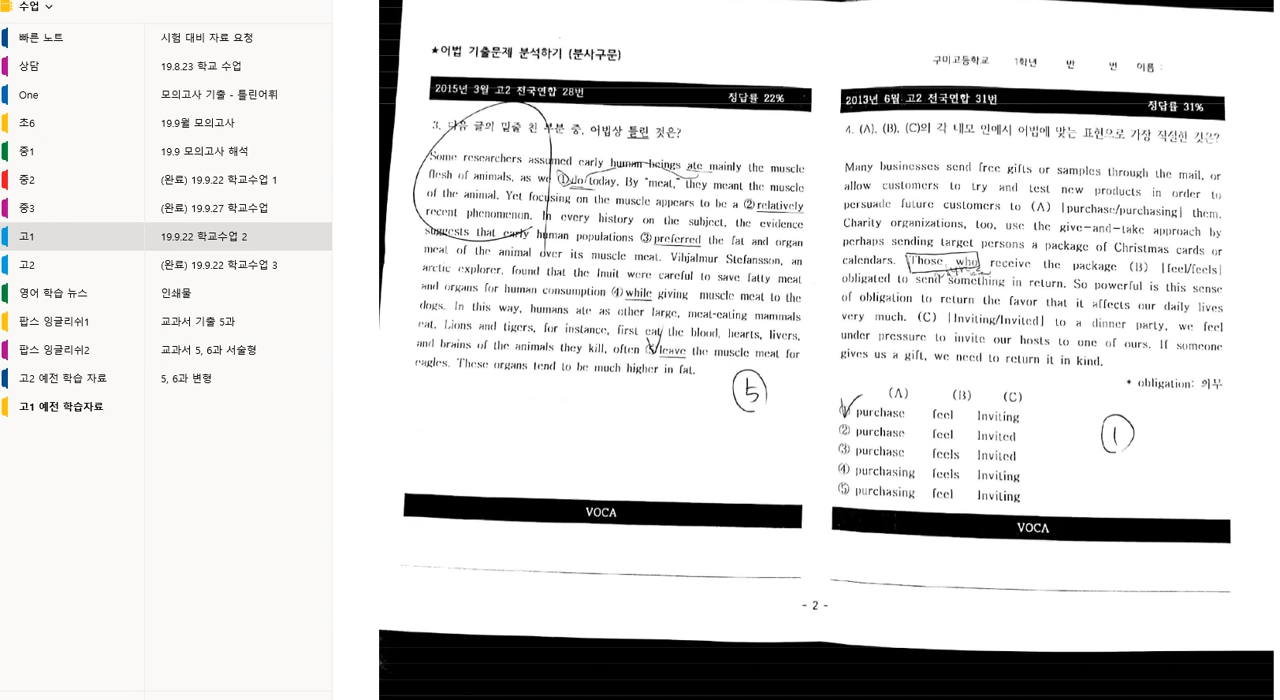 수업
빠른 노트
상담
One
초6
중1
중2
중3
고1
고2
영어 학습 뉴스
팝스 잉글리쉬1
팝스 잉글리쉬2
고2 예전 학습 자료
고1 예전 학습자료
시험 대비 자료 요청
19.8.23 학교 수업
모의고사 기출 - 틀린어휘
19.9월 모의고사
19.9 모의고사 해석
(완료) 19.9.22 학교수업 1
(완료) 19.9.27 학교수업
19.9.22 학교수업 2
(완료) 19.9.22 학교수업 3
인쇄물
교과서 기출 5과
교과서 5, 6과 서술형
5, 6과 변형
★어법 기출문제 분석하기 (분사구문)
구미고등학교 1학년 반 번 이름 :
2015년 3월 고2 전국연합 28번 정답률 22%
3. 다음 글의 밑줄 친 부분 중, 어법상 틀린 것은?
Some researchers assumed early human beings ate mainly the muscle
flesh of animals, as we ①do today. By "meat," they meant the muscle
of the animal. Yet focusing on the muscle appears to be a ②relatively
recent phenomenon. In every history on the subject, the evidence
suggests that early human populations ③preferred the fat and organ
meat of the animal over its muscle meat. Vihjalmur Stefansson, an
arctic explorer, found that the Inuit were careful to save fatty meat
and organs for human consumption ④while giving muscle meat to the
dogs. In this way, humans ate as other large, meat-eating mammals
eat. Lions and tigers, for instance, first eat the blood, hearts, livers,
and brains of the animals they kill, often ⑤leave the muscle meat for
eagles. These organs tend to be much higher in fat.
⑤
VOCA
2013년 6월 고2 전국연합 31번 정답률 31%
4. (A), (B), (C)의 각 네모 안에서 어법에 맞는 표현으로 가장 적절한 것은?
Many businesses send free gifts or samples through the mail, or
allow customers to try and test new products in order to
persuade future customers to (A) [purchase/purchasing] them.
Charity organizations, too, use the give-and-take approach by
perhaps sending target persons a package of Christmas cards or
calendars. Those who receive the package (B) [feel/feels]
obligated to send something in return. So powerful is this sense
of obligation to return the favor that it affects our daily lives
very much. (C) [Inviting/Invited] to a dinner party, we feel
under pressure to invite our hosts to one of ours. If someone
gives us a gift, we need to return it in kind.
* obligation: 의무
(A) (B) (C)
① purchase feel Inviting
② purchase feel Invited
③ purchase feels Invited
④ purchasing feels Inviting
⑤ purchasing feel Inviting
①
VOCA
- 2 -